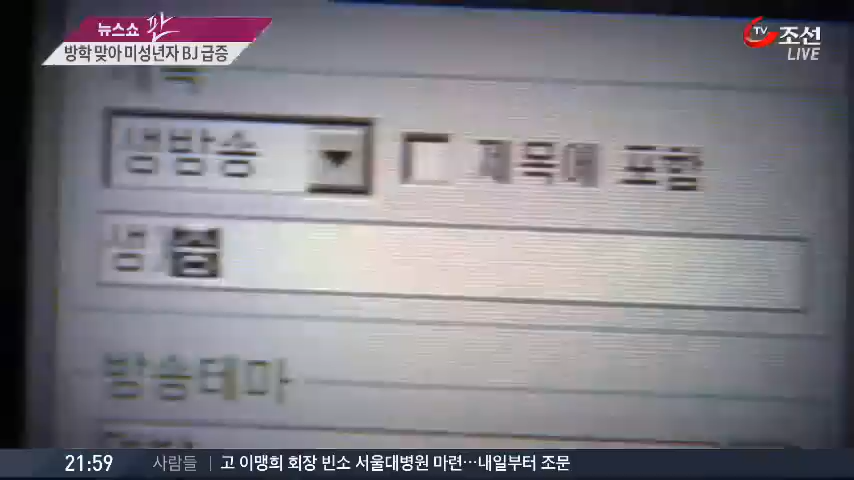 뉴스쇼 판
방학 맞아 미성년자 BJ 급증
TV 조선
LIVE
생방송
제목에 포함
생
방송테마
21:59 사람들 고 이맹희 회장 빈소 서울대병원 마련…내일부터 조문